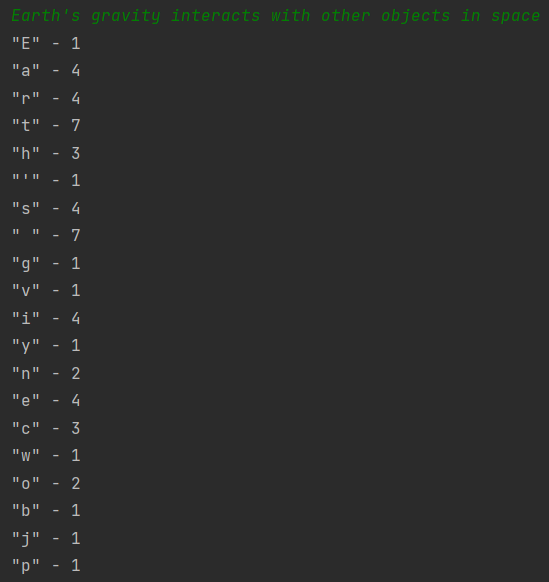 Earth's gravity interacts with other objects in space
"E" - 1
"a" - 4
"r" - 4
"t" - 7
"h" - 3
"'" - 1
"s" - 4
" " - 7
"g" - 1
"v" - 1
"i" - 4
"y" - 1
"n" - 2
"e" - 4
"c" - 3
"w" - 1
"o" - 2
"b" - 1
"j" - 1
"p" - 1